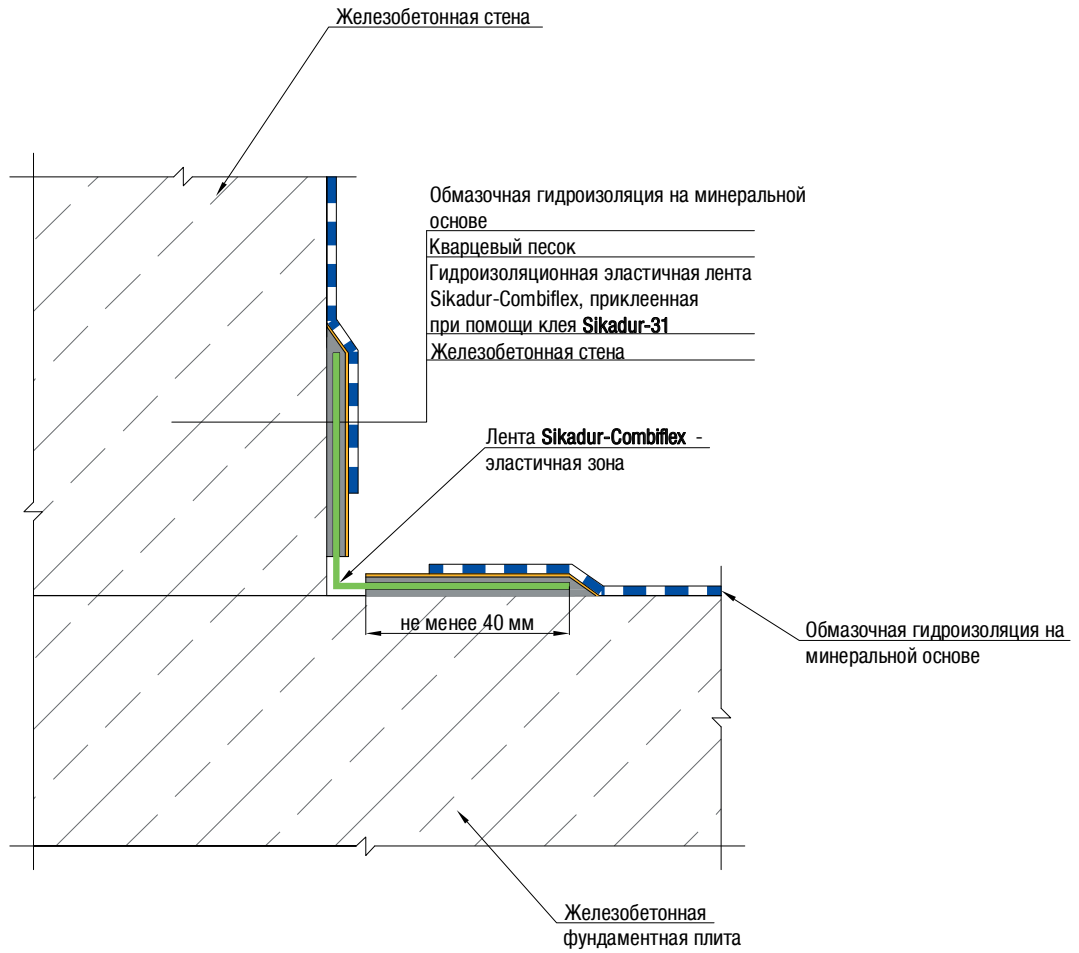 Железобетонная стена
Обмазочная гидроизоляция на минеральной
основе
Кварцевый песок
Гидроизоляционная эластичная лента
Sikadur-Combiflex, приклеенная
при помощи клея Sikadur-31
Железобетонная стена
Лента Sikadur-Combiflex -
эластичная зона
не менее 40 мм
Обмазочная гидроизоляция на
минеральной основе
Железобетонная
фундаментная плита